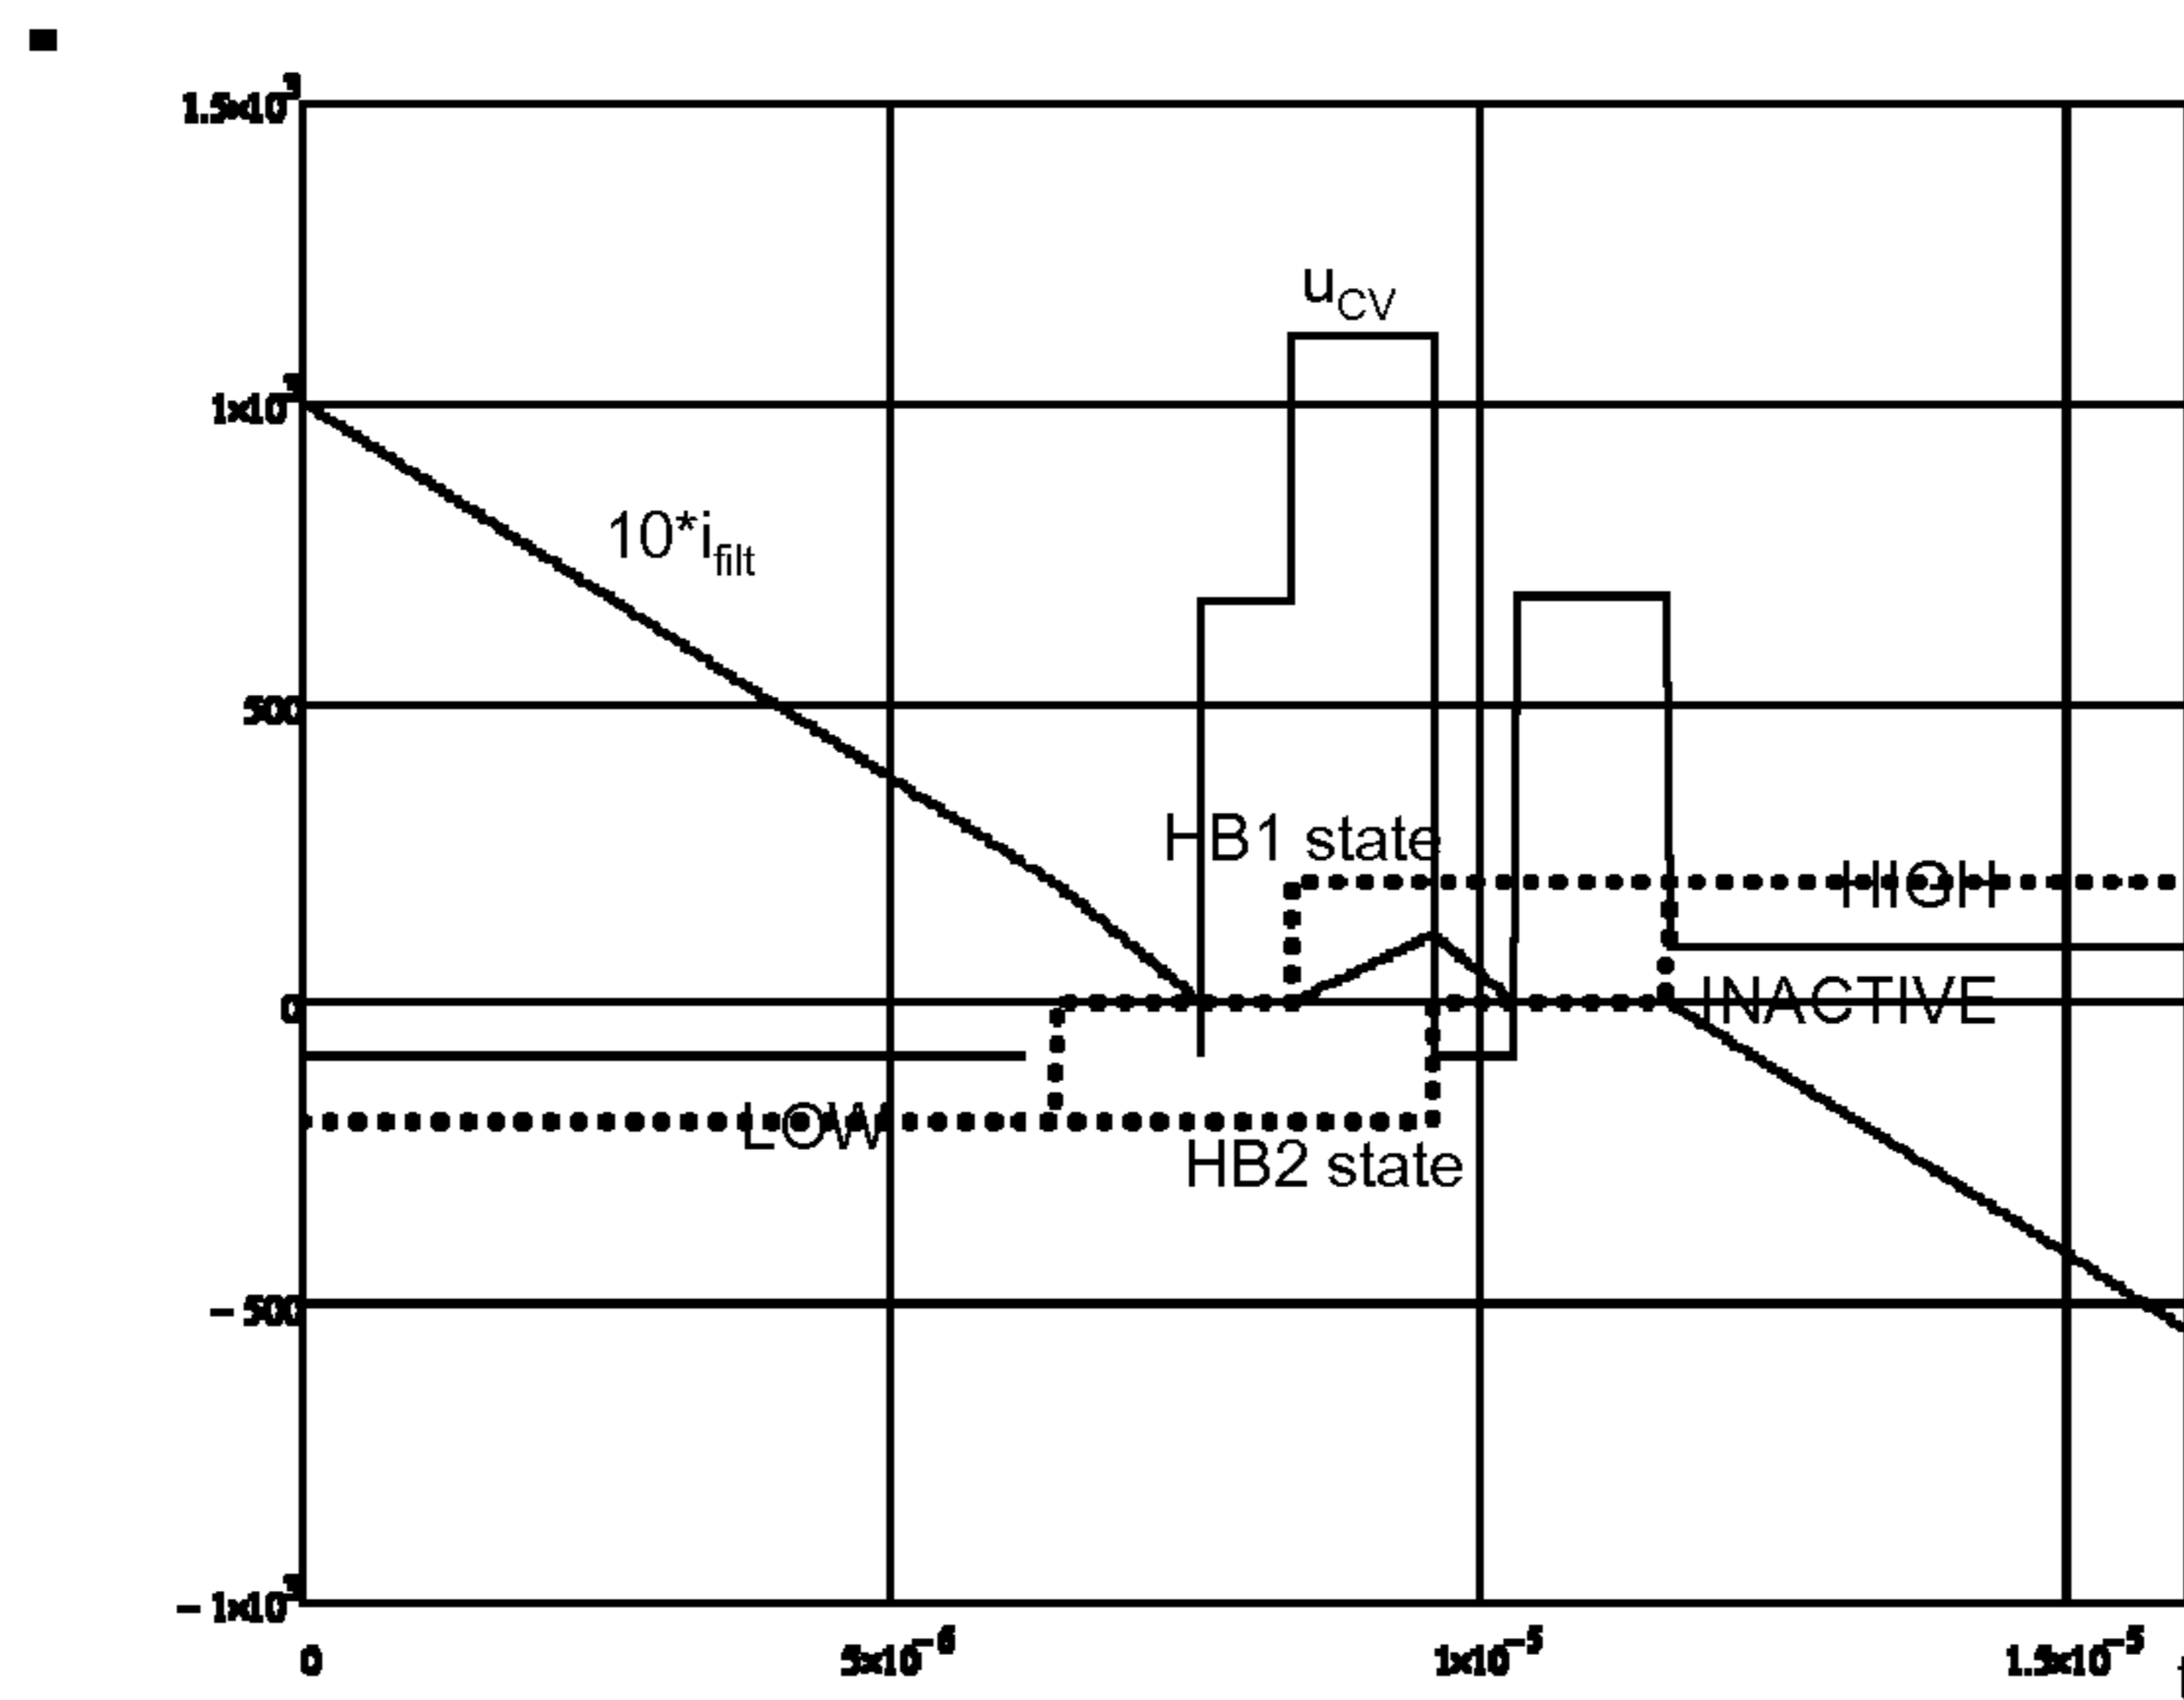 1.5×10³
1×10³
500
0
-500
-1×10³
u_CV
10*i_filt
HB1 state
HIGH
INACTIVE
LOW
HB2 state
0
5×10⁻⁶
1×10⁻⁵
1.5×10⁻⁵